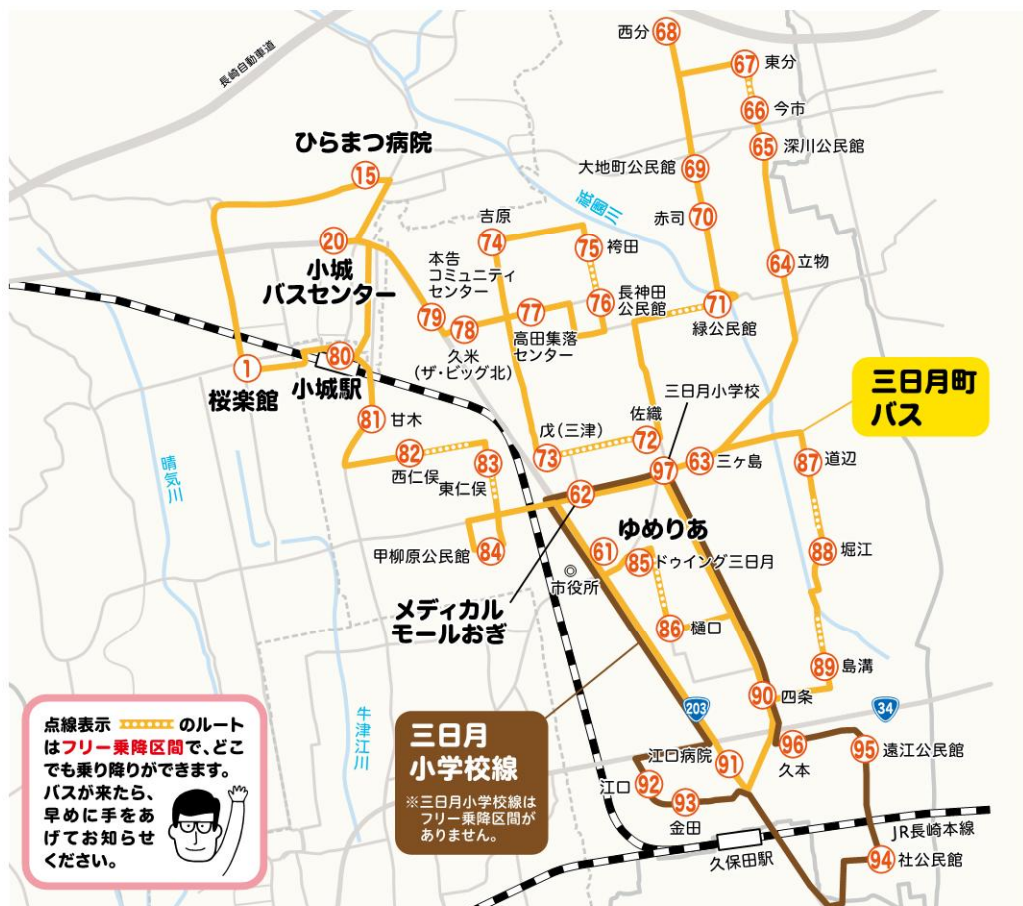 長崎自動車道
西分
68
67
東分
66
今市
65
深川公民館
ひらまつ病院
15
大地町公民館
69
祇園川
吉原
74
70
赤司
20
小城
バスセンター
本告
コミュニティ
センター
75
袴田
64
立物
79
78
久米
(ザ・ビッグ北)
77
高田集落
センター
76
長神田
公民館
71
緑公民館
1
桜楽館
80
小城駅
三日月小学校
三日月町
バス
81
甘木
戊(三津)
73
佐織
72
82
西仁俣
83
東仁俣
97
63
三ヶ島
87
道辺
晴気川
62
ゆめりあ
甲柳原公民館
84
61
85
ドゥイング三日月
88
堀江
市役所
メディカル
モールおぎ
86
樋口
89
島溝
90
四条
点線表示 のルート
はフリー乗降区間で、どこ
でも乗り降りができます。
バスが来たら、
早めに手をあ
げてお知らせ
ください。
牛津江川
三日月
小学校線
※三日月小学校線は
フリー乗降区間が
ありません。
203
34
江口病院
91
96
久本
95
遠江公民館
江口
92
93
金田
久保田駅
JR長崎本線
94
社公民館